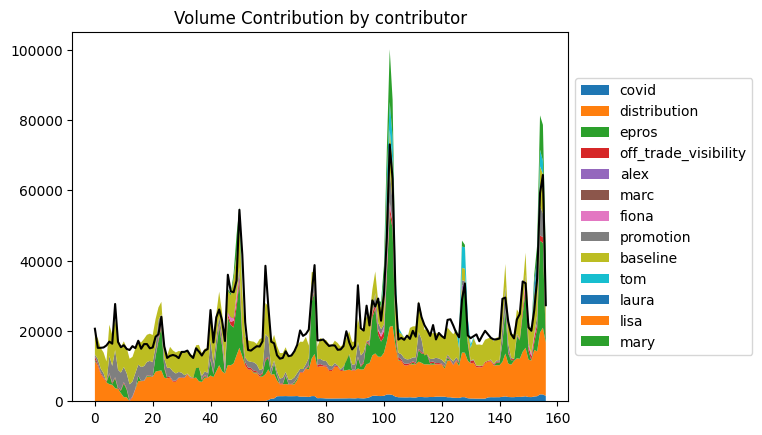 Volume Contribution by contributor
100000
80000
60000
40000
20000
0
0 20 40 60 80 100 120 140 160
covid
distribution
epros
off_trade_visibility
alex
marc
fiona
promotion
baseline
tom
laura
lisa
mary